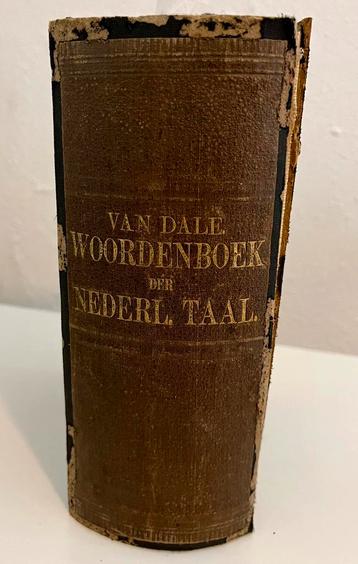 VAN DALE
WOORDENBOEK
DER
NEDERL. TAAL.